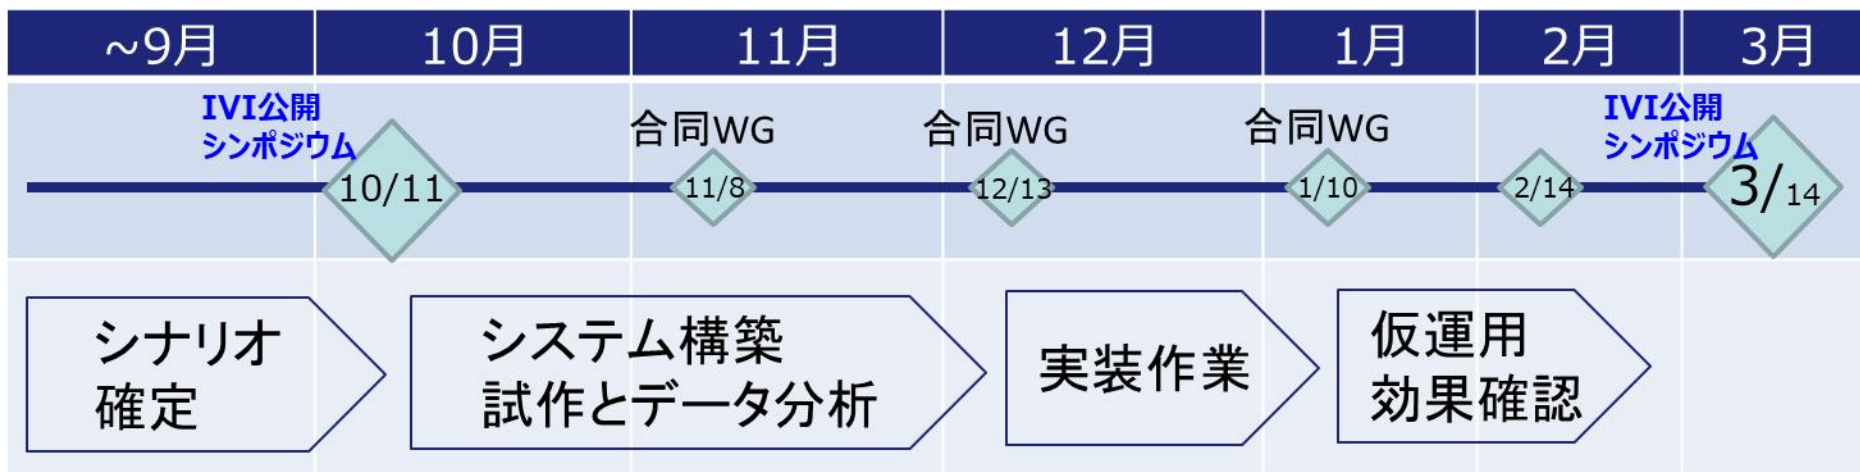 ~9月 10月 11月 12月 1月 2月 3月
IVI公開
シンポジウム
合同WG
合同WG
合同WG
IVI公開
シンポジウム
10/11 11/8 12/13 1/10 2/14 3/14
シナリオ
確定
システム構築
試作とデータ分析
実装作業
仮運用
効果確認